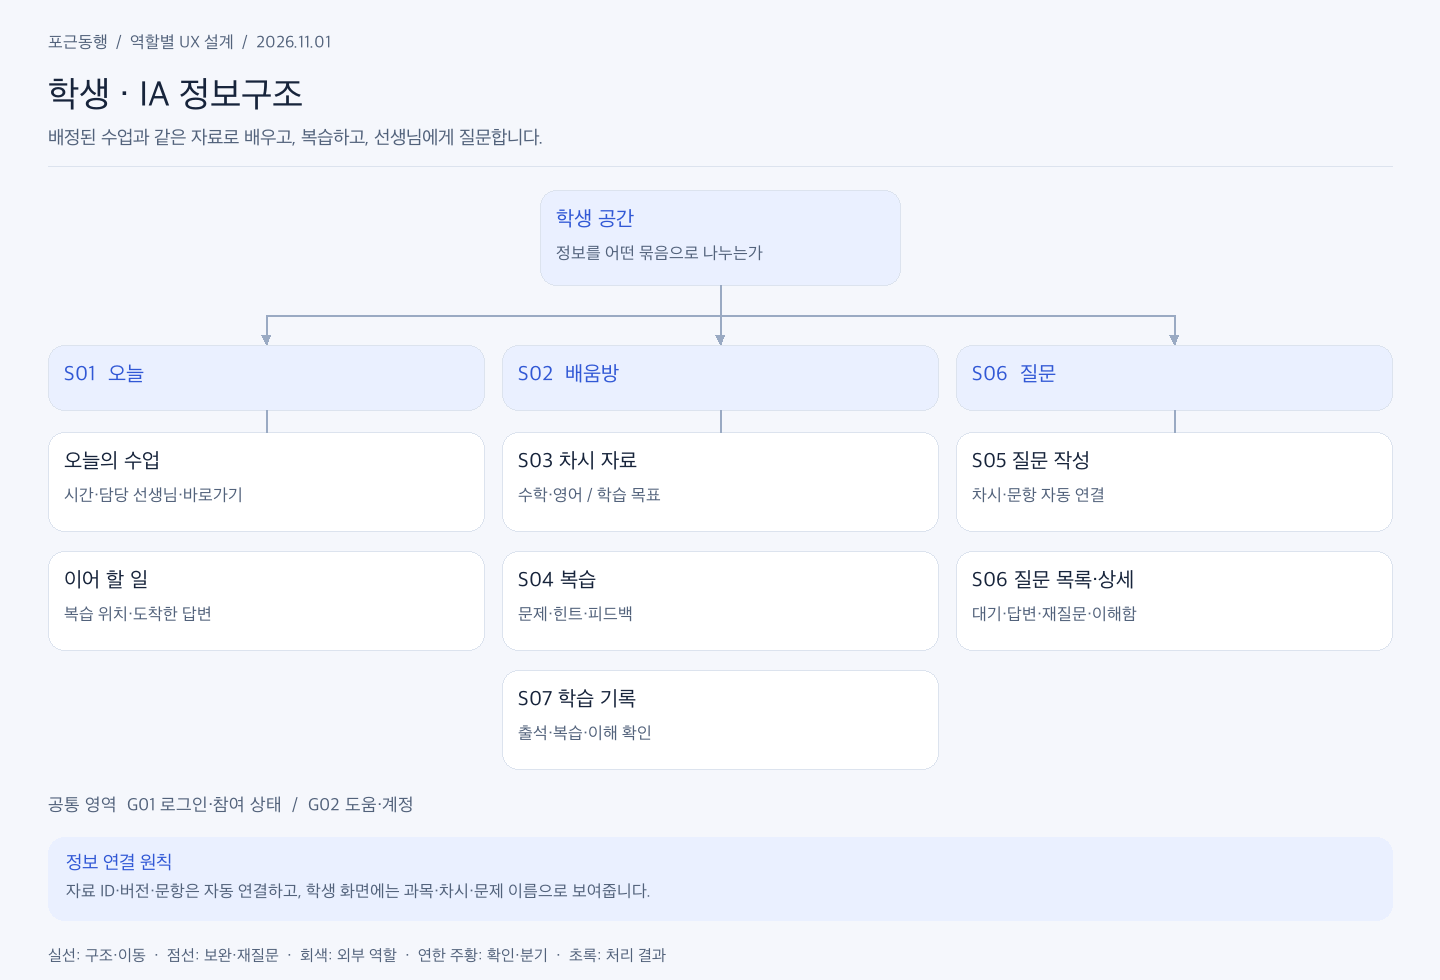 포근동행 / 역할별 UX 설계 / 2026.11.01
학생 · IA 정보구조
배정된 수업과 같은 자료로 배우고, 복습하고, 선생님에게 질문합니다.
학생 공간
정보를 어떤 묶음으로 나누는가
S01 오늘
S02 배움방
S06 질문
오늘의 수업
시간·담당 선생님·바로가기
S03 차시 자료
수학·영어 / 학습 목표
S05 질문 작성
차시·문항 자동 연결
이어 할 일
복습 위치·도착한 답변
S04 복습
문제·힌트·피드백
S06 질문 목록·상세
대기·답변·재질문·이해함
S07 학습 기록
출석·복습·이해 확인
공통 영역 G01 로그인·참여 상태 / G02 도움·계정
정보 연결 원칙
자료 ID·버전·문항은 자동 연결하고, 학생 화면에는 과목·차시·문제 이름으로 보여줍니다.
실선: 구조·이동 · 점선: 보완·재질문 · 회색: 외부 역할 · 연한 주황: 확인·분기 · 초록: 처리 결과